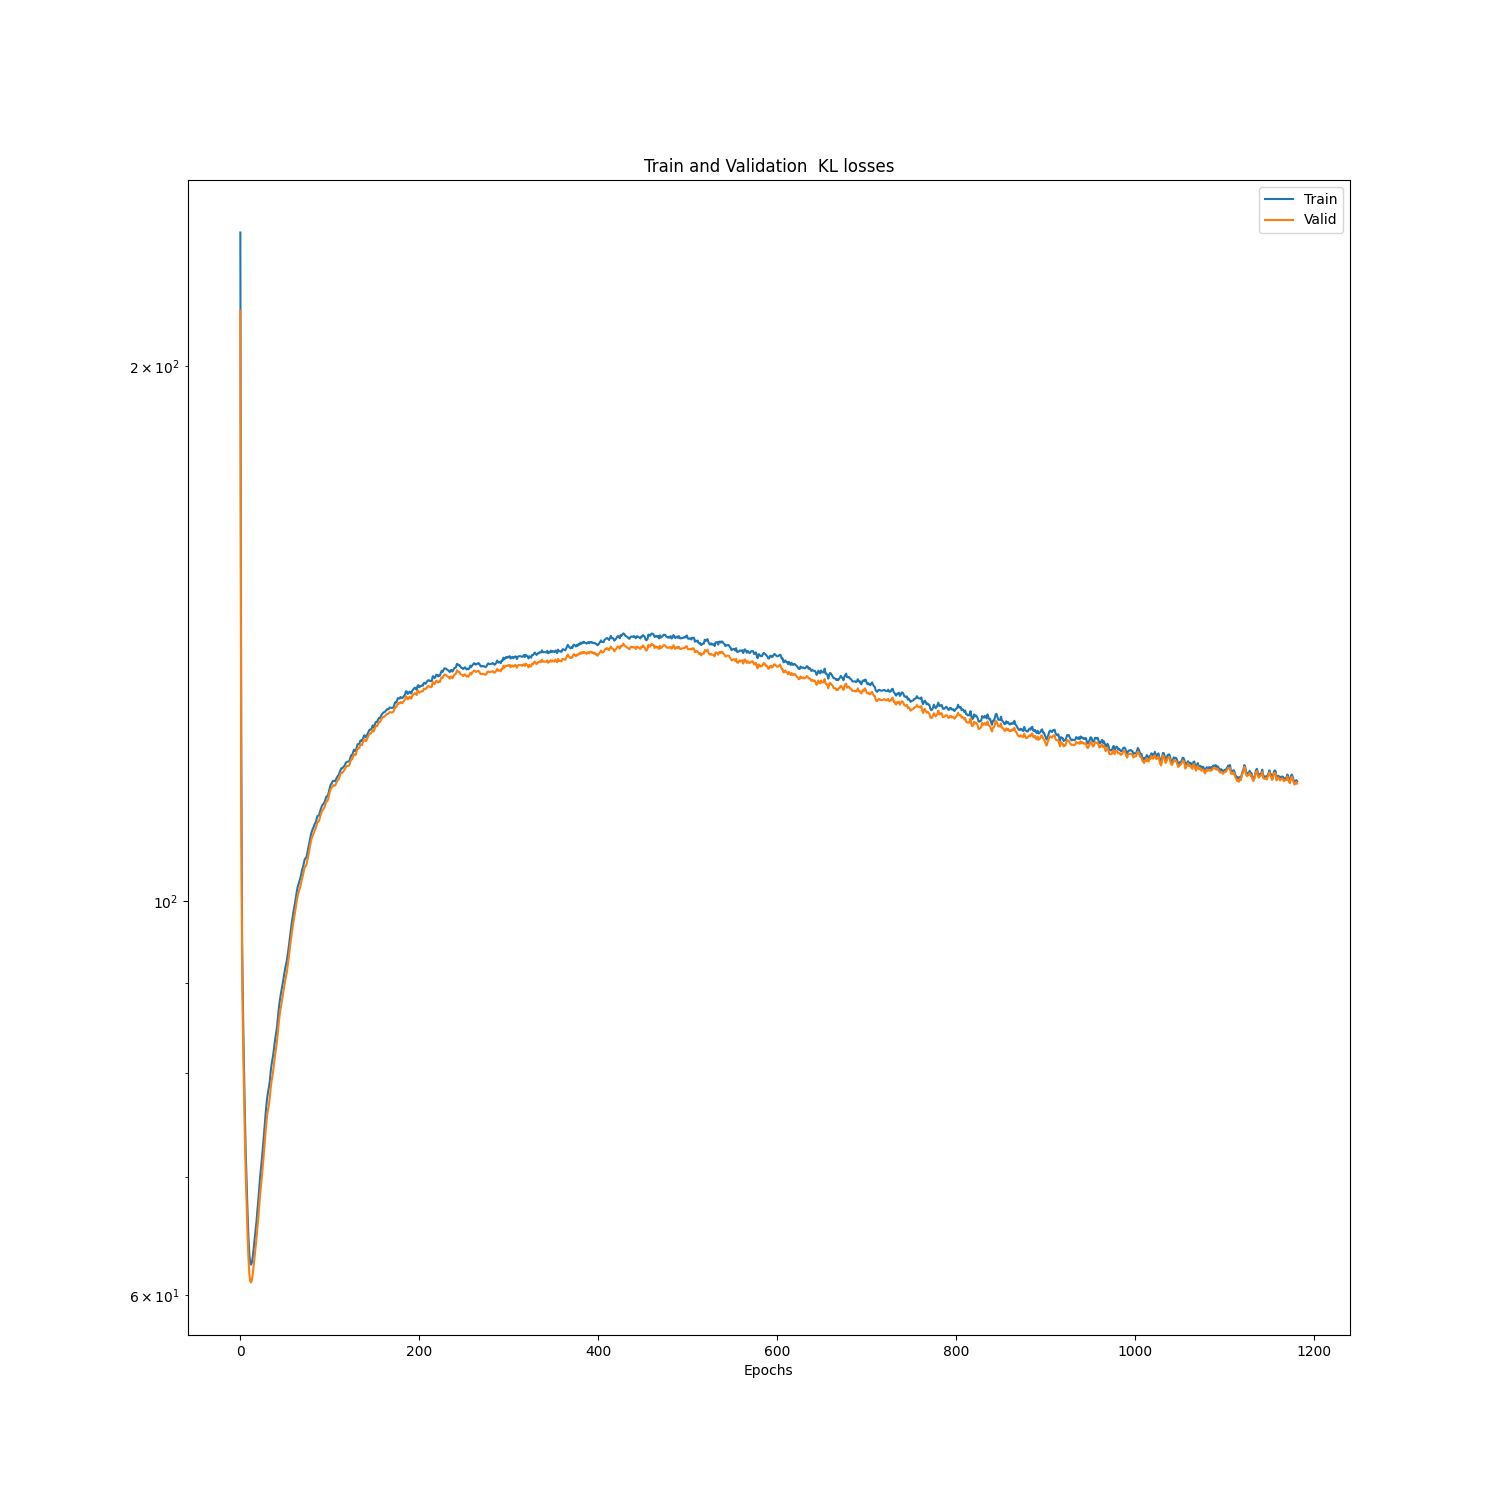 Train and Validation  KL losses
Train
Valid
2 × 10²
10²
6 × 10¹
0 200 400 600 800 1000 1200
Epochs